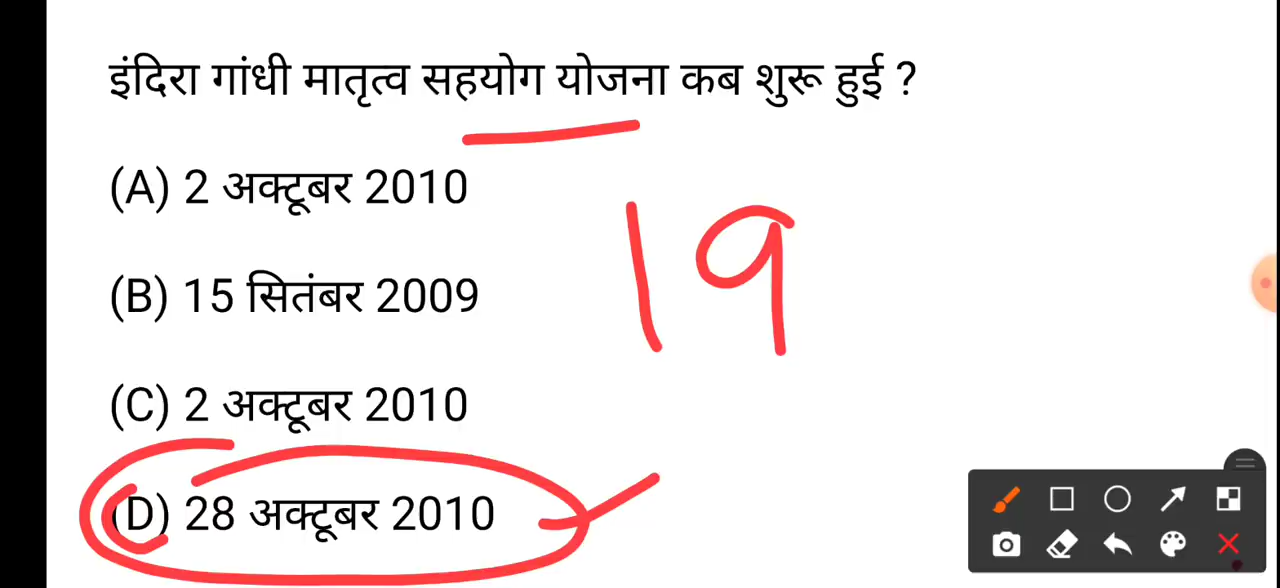 इंदिरा गांधी मातृत्व सहयोग योजना कब शुरू हुई ?
(A) 2 अक्टूबर 2010
19
(B) 15 सितंबर 2009
(C) 2 अक्टूबर 2010
(D) 28 अक्टूबर 2010